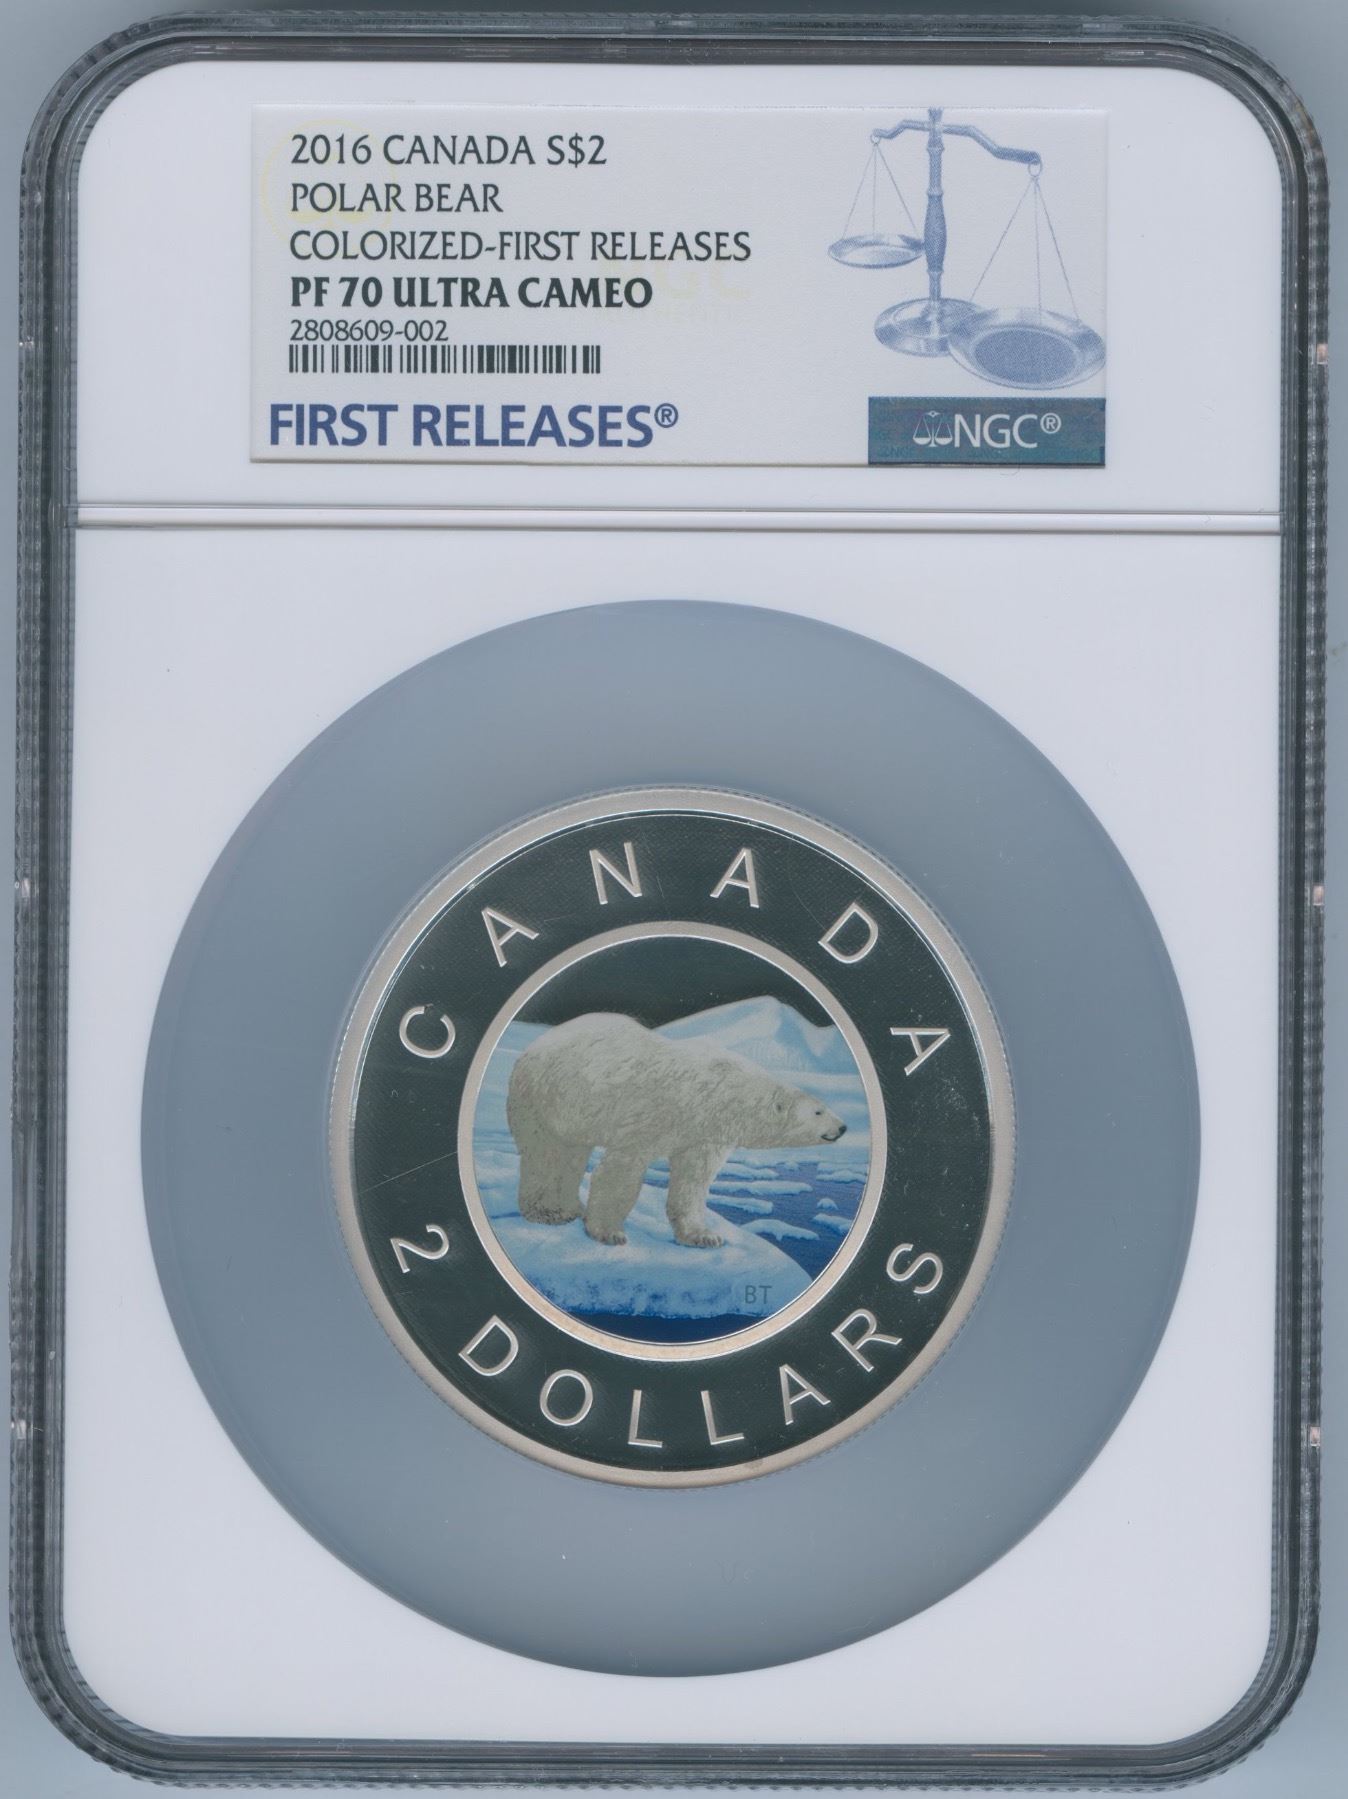 2016 CANADA S$2
POLAR BEAR
COLORIZED-FIRST RELEASES
PF 70 ULTRA CAMEO
2808609-002
FIRST RELEASES®
NGC®
CANADA
BT
2 DOLLARS